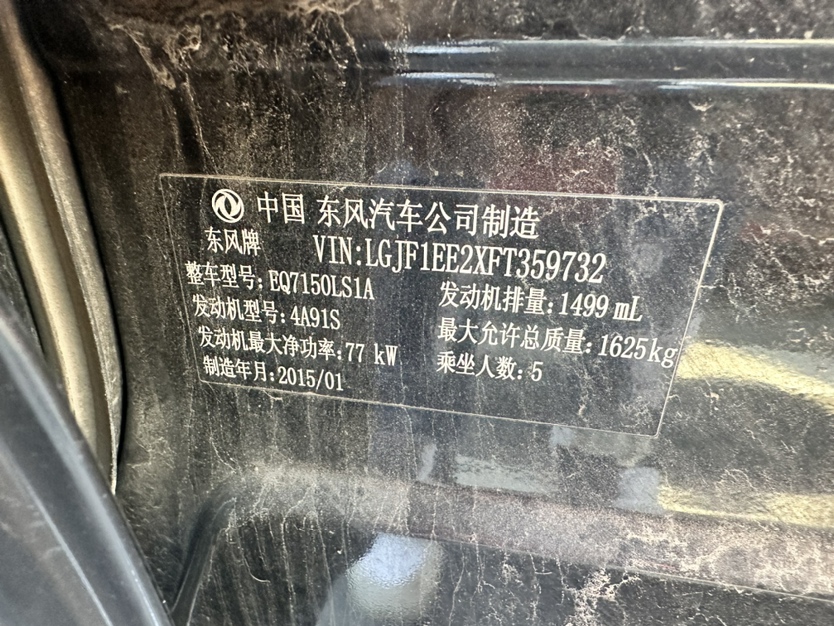 中国 东风汽车公司制造
东风牌 VIN:LGJF1EE2XFT359732
整车型号:EQ7150LS1A 发动机排量:1499 mL
发动机型号:4A91S 最大允许总质量:1625kg
发动机最大净功率:77 kW 乘坐人数:5
制造年月:2015/01